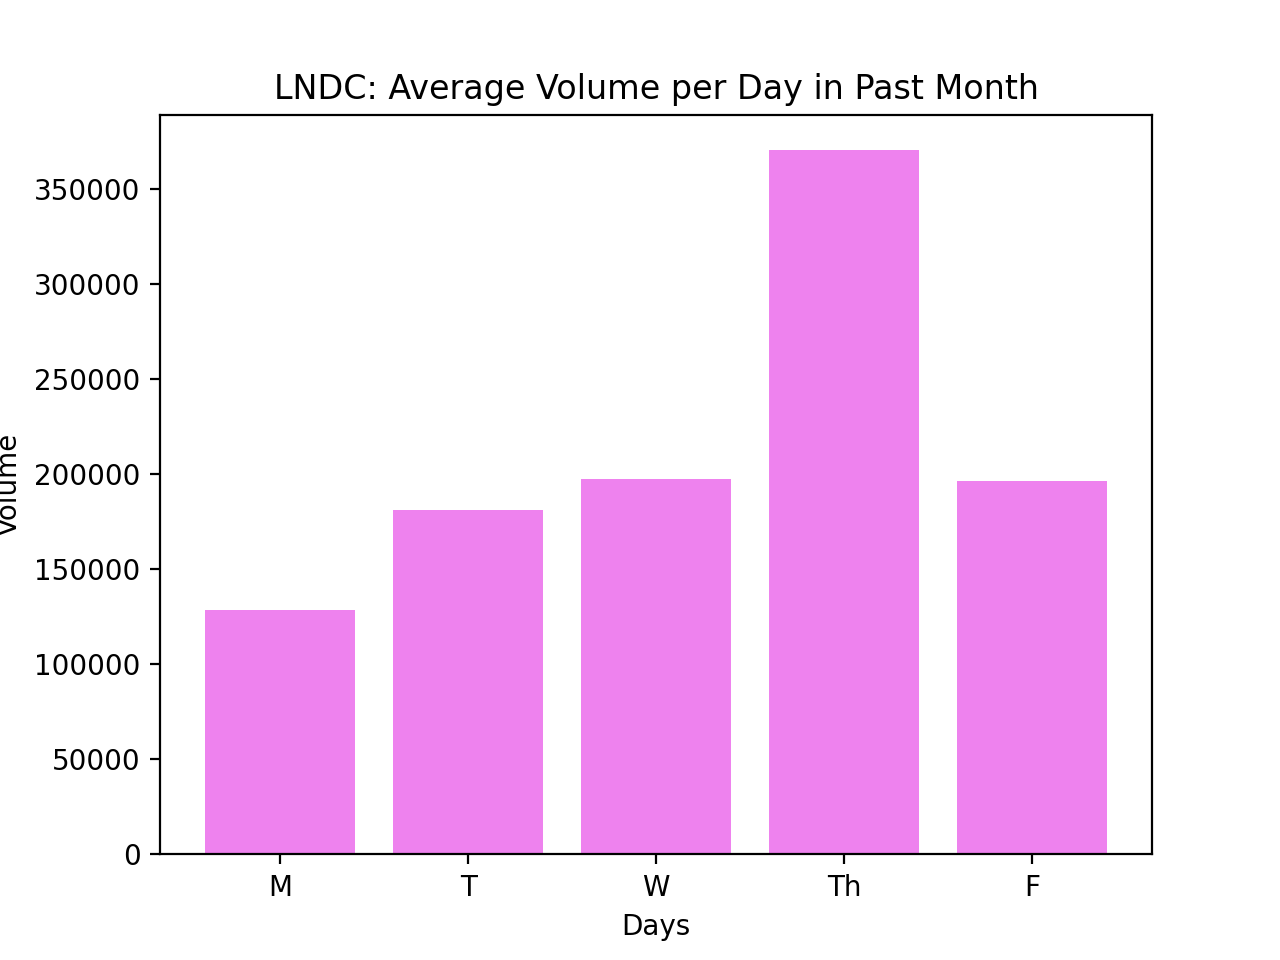 LNDC: Average Volume per Day in Past Month
350000
300000
250000
200000
150000
100000
50000
0
Volume
M T W Th F
Days